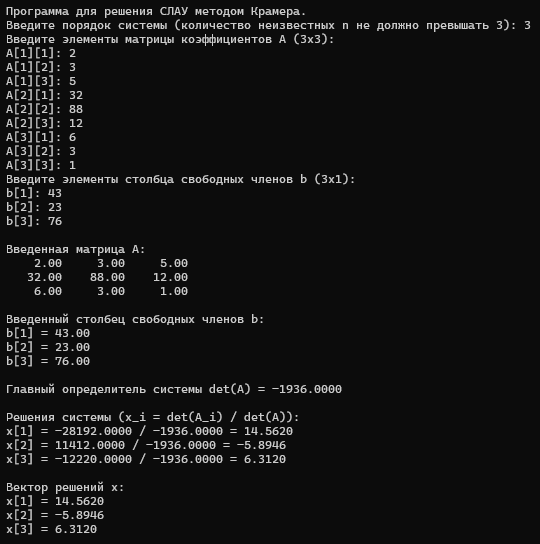 Программа для решения СЛАУ методом Крамера.
Введите порядок системы (количество неизвестных n не должно превышать 3): 3
Введите элементы матрицы коэффициентов A (3x3):
A[1][1]: 2
A[1][2]: 3
A[1][3]: 5
A[2][1]: 32
A[2][2]: 88
A[2][3]: 12
A[3][1]: 6
A[3][2]: 3
A[3][3]: 1
Введите элементы столбца свободных членов b (3x1):
b[1]: 43
b[2]: 23
b[3]: 76
Введенная матрица A:
2.00 3.00 5.00
32.00 88.00 12.00
6.00 3.00 1.00
Введенный столбец свободных членов b:
b[1] = 43.00
b[2] = 23.00
b[3] = 76.00
Главный определитель системы det(A) = -1936.0000
Решения системы (x_i = det(A_i) / det(A)):
x[1] = -28192.0000 / -1936.0000 = 14.5620
x[2] = 11412.0000 / -1936.0000 = -5.8946
x[3] = -12220.0000 / -1936.0000 = 6.3120
Вектор решений x:
x[1] = 14.5620
x[2] = -5.8946
x[3] = 6.3120